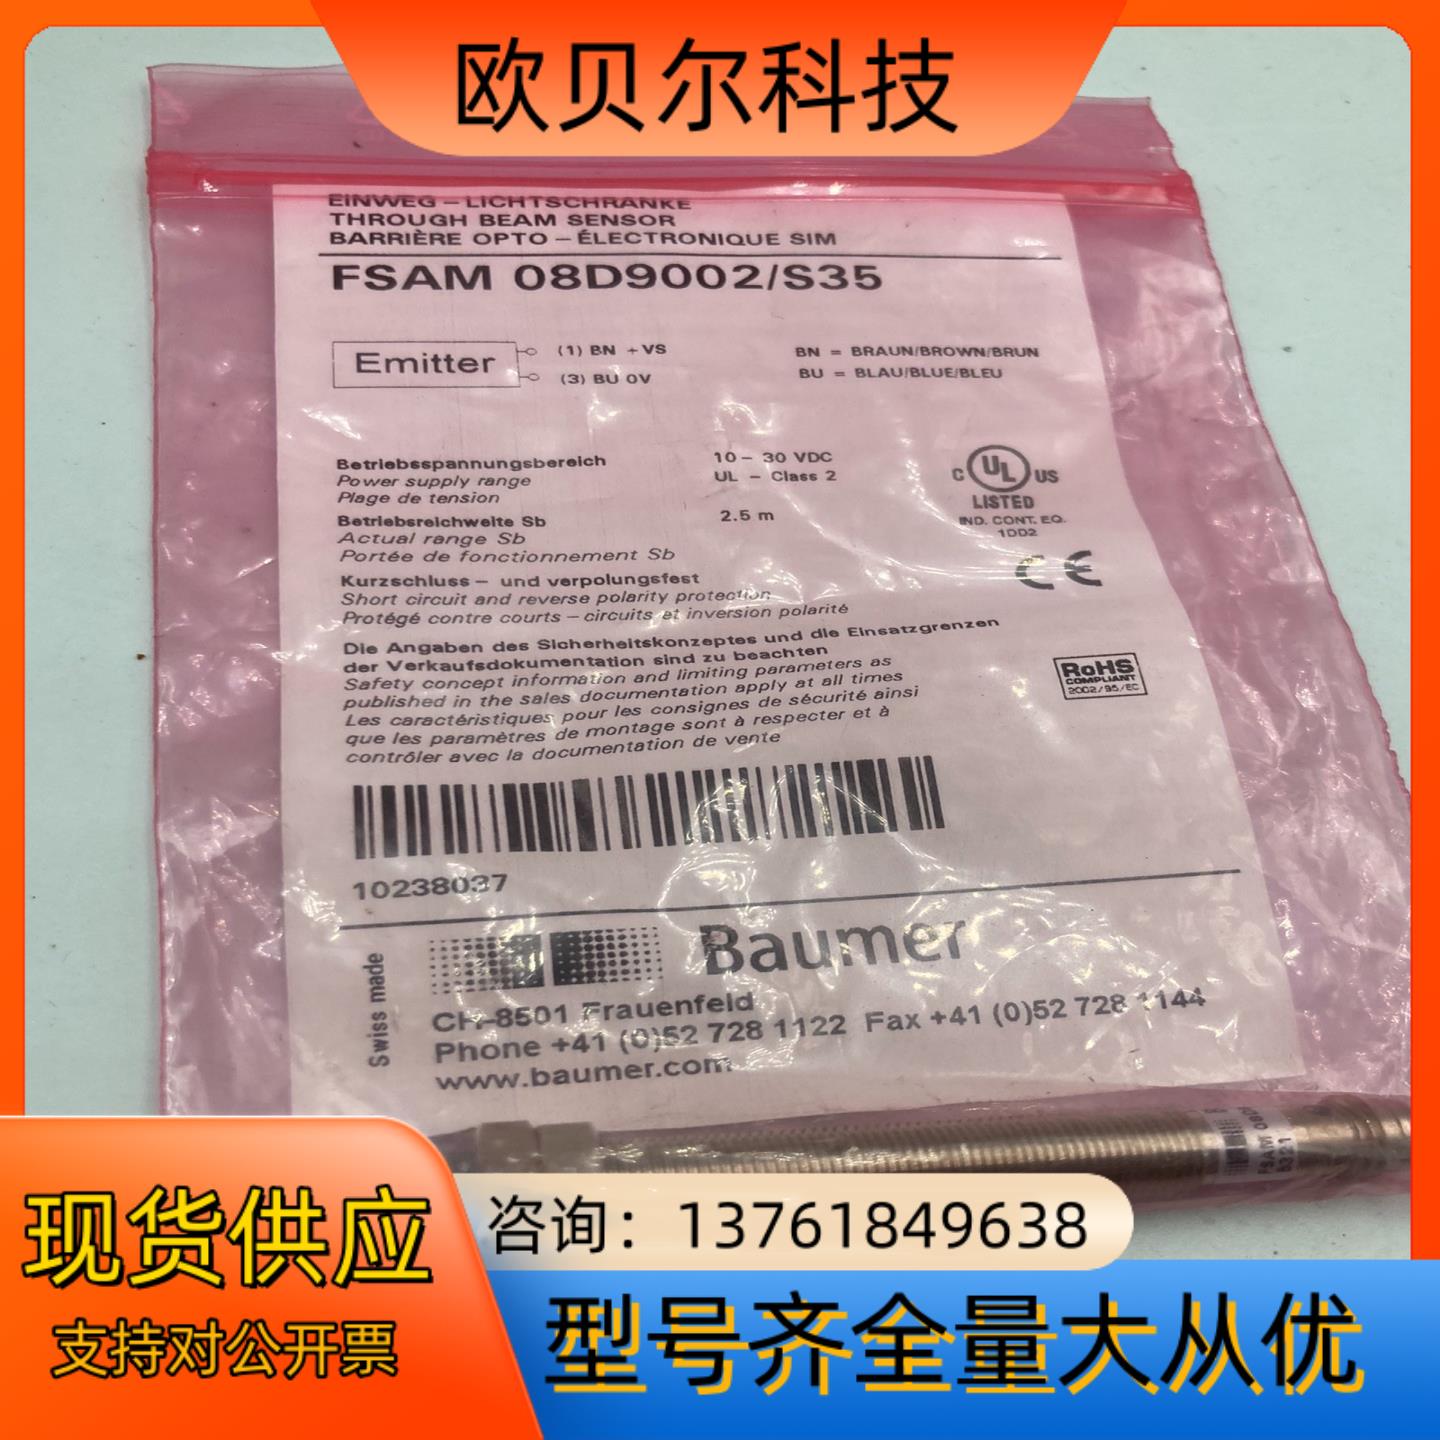 欧贝尔科技
EINWEG – LICHTSCHRANKE
THROUGH BEAM SENSOR
BARRIÈRE OPTO – ÉLECTRONIQUE SIM
FSAM 08D9002/S35
Emitter
(1) BN +VS
(3) BU 0V
BN = BRAUN/BROWN/BRUN
BU = BLAU/BLUE/BLEU
Betriebsspannungsbereich
Power supply range
Plage de tension
10 – 30 VDC
UL – Class 2
Betriebsreichweite Sb
Actual range Sb
Portée de fonctionnement Sb
2.5 m
C UL US
LISTED
IND. CONT. EQ.
1DD2
CE
Kurzschluss – und verpolungsfest
Short circuit and reverse polarity protection
Protégé contre courts – circuits et inversion polarité
Die Angaben des Sicherheitskonzeptes und die Einsatzgrenzen
der Verkaufsdokumentation sind zu beachten
Safety concept information and limiting parameters as
published in the sales documentation apply at all times
Les caractéristiques pour les consignes de sécurité ainsi
que les paramètres de montage sont à respecter et à
contrôler avec la documentation de vente
RoHS
COMPLIANT
2002/95/EC
10238037
Swiss made
Baumer
CH-8501 Frauenfeld
Phone +41 (0)52 728 1122 Fax +41 (0)52 728 1144
www.baumer.com
FSAM 08D
现货供应
支持对公开票
咨询：13761849638
型号齐全量大从优